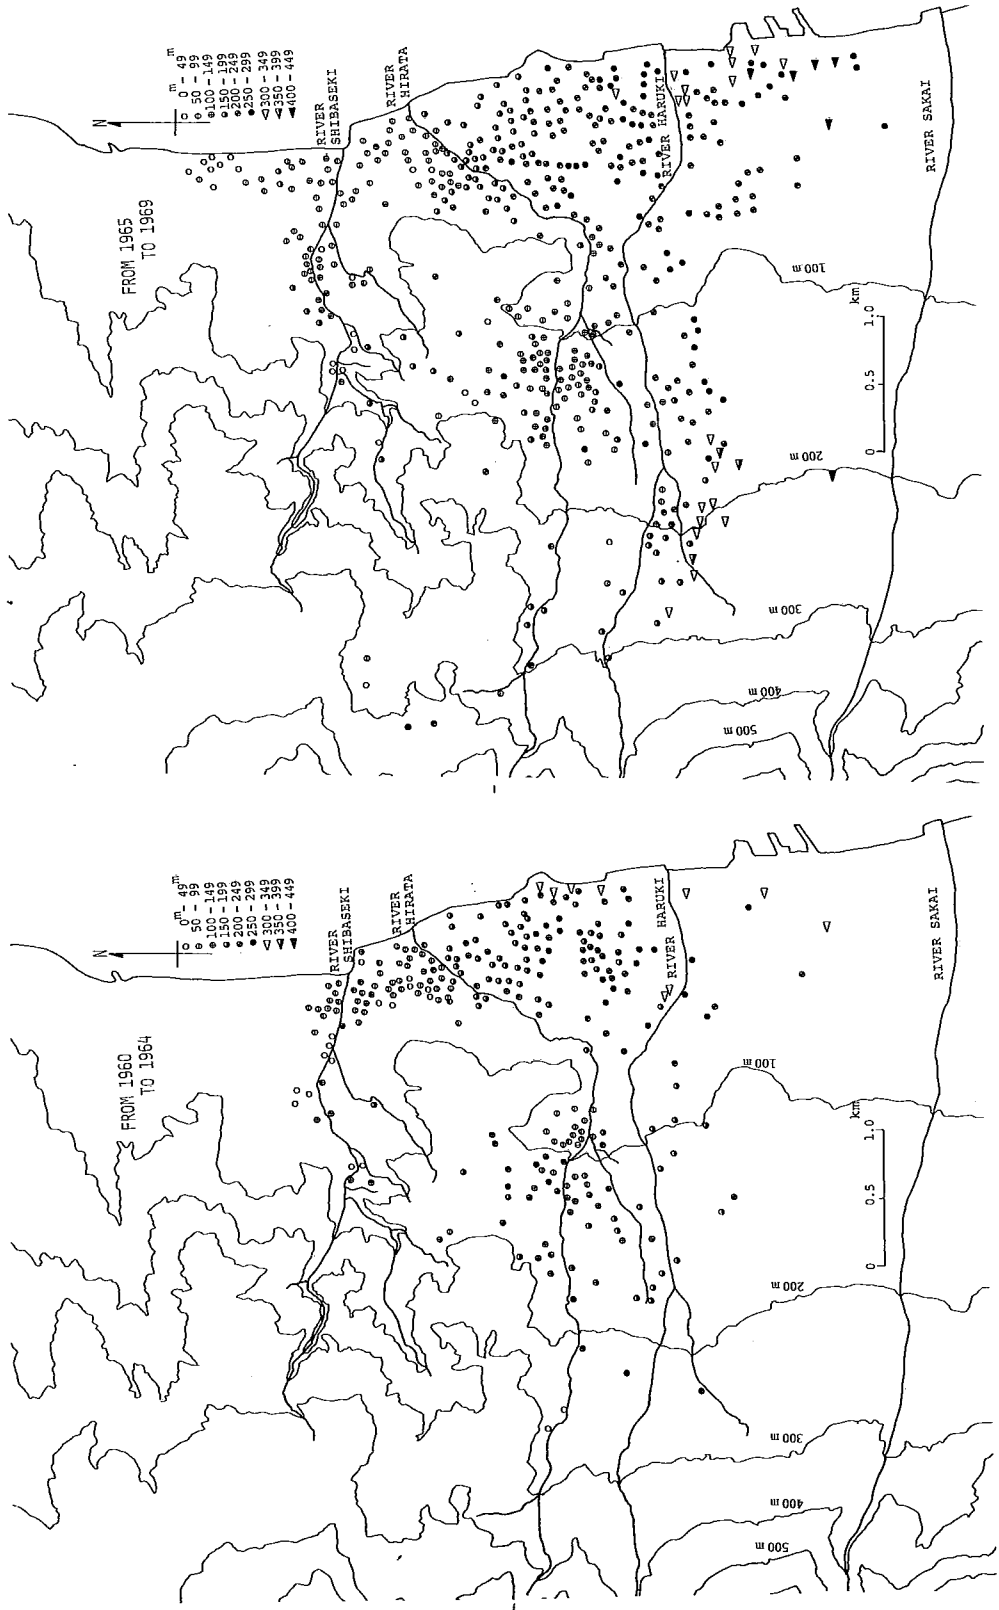 FROM 1965
TO 1969
N
m
0 - 49
50 - 99
100 - 149
150 - 199
200 - 249
250 - 299
300 - 349
350 - 399
400 - 449
RIVER
SHIBASEKI
RIVER
HIRATA
RIVER HARUKI
RIVER SAKAI
100 m
200 m
300 m
400 m
500 m
0 0.5 1.0
km
FROM 1960
TO 1964
N
m
0 - 49
50 - 99
100 - 149
150 - 199
200 - 249
250 - 299
300 - 349
350 - 399
400 - 449
RIVER
SHIBASEKI
RIVER
HIRATA
RIVER HARUKI
RIVER SAKAI
100 m
200 m
300 m
400 m
500 m
0 0.5 1.0
km